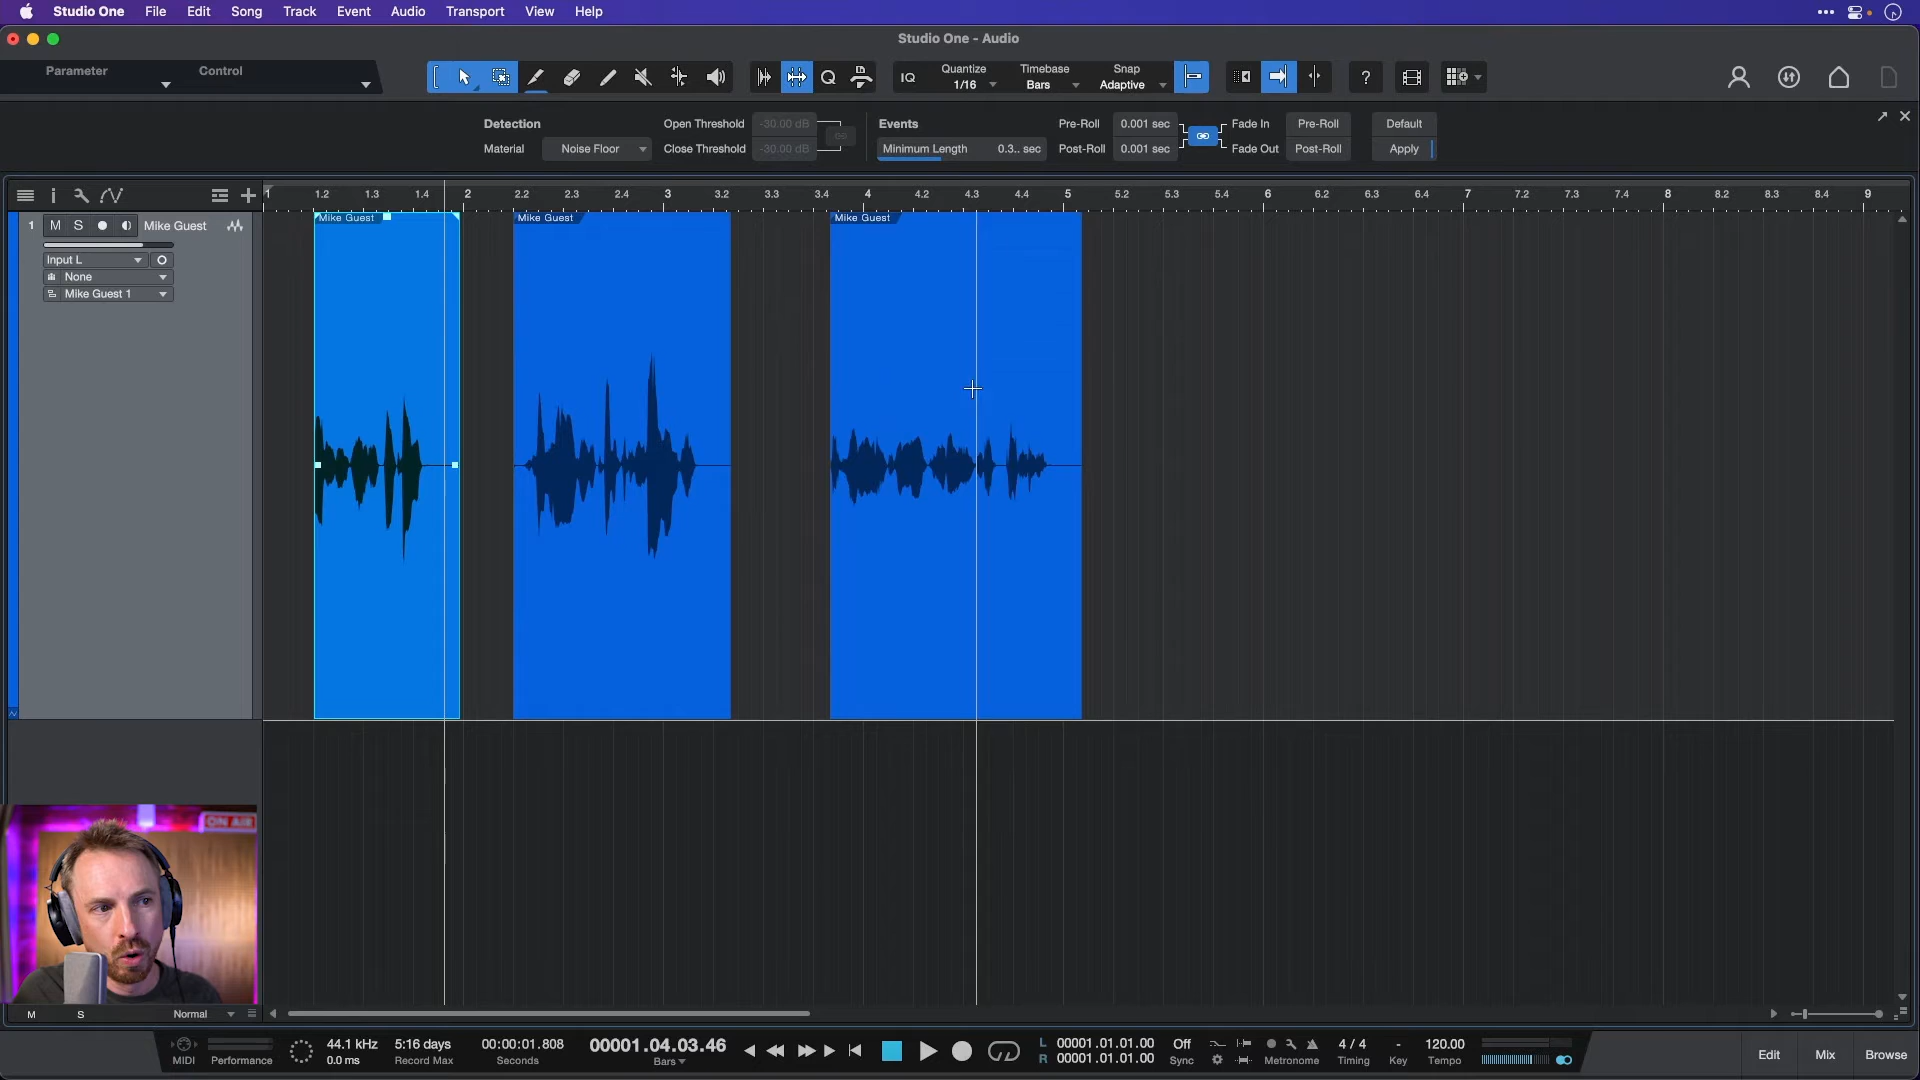 Studio One File Edit Song Track Event Audio Transport View Help
Studio One - Audio
Parameter Control
IQ Quantize 1/16 Timebase Bars Snap Adaptive ?
Detection
Material Noise Floor
Open Threshold -30.00 dB
Close Threshold -30.00 dB
Events
Minimum Length 0.3.. sec
Pre-Roll 0.001 sec
Post-Roll 0.001 sec
Fade In Pre-Roll
Fade Out Post-Roll
Default
Apply
1 1.2 1.3 1.4 2 2.2 2.3 2.4 3 3.2 3.3 3.4 4 4.2 4.3 4.4 5 5.2 5.3 5.4 6 6.2 6.3 6.4 7 7.2 7.3 7.4 8 8.2 8.3 8.4 9
Mike Guest Mike Guest Mike Guest
1 M S Mike Guest
Input L
None
Mike Guest 1
ON AIR
M S Normal
MIDI Performance
44.1 kHz
0.0 ms
5:16 days
Record Max
00:00:01.808
Seconds
00001.04.03.46
Bars
L 00001.01.01.00
R 00001.01.01.00
Off
Sync
Metronome
4 / 4
Timing
-
Key
120.00
Tempo
Edit Mix Browse